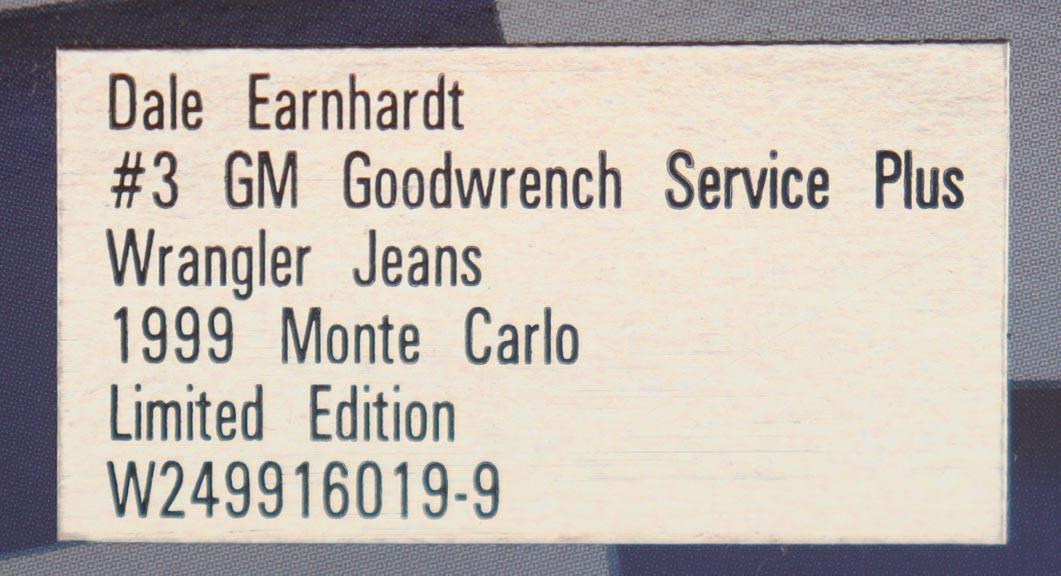 Dale Earnhardt
#3 GM Goodwrench Service Plus
Wrangler Jeans
1999 Monte Carlo
Limited Edition
W249916019-9